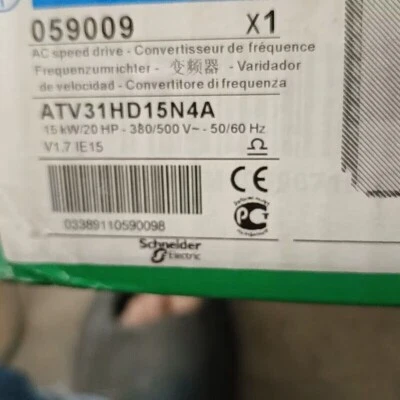 059009 X1
AC speed drive - Convertisseur de fréquence
Frequenzumrichter - 变频器 - Variador
de velocidad - Convertitore di frequenza
ATV31HD15N4A
15 kW/20 HP - 380/500 V~ - 50/60 Hz
V1.7 IE15
CE
03389110590098
Schneider
Electric